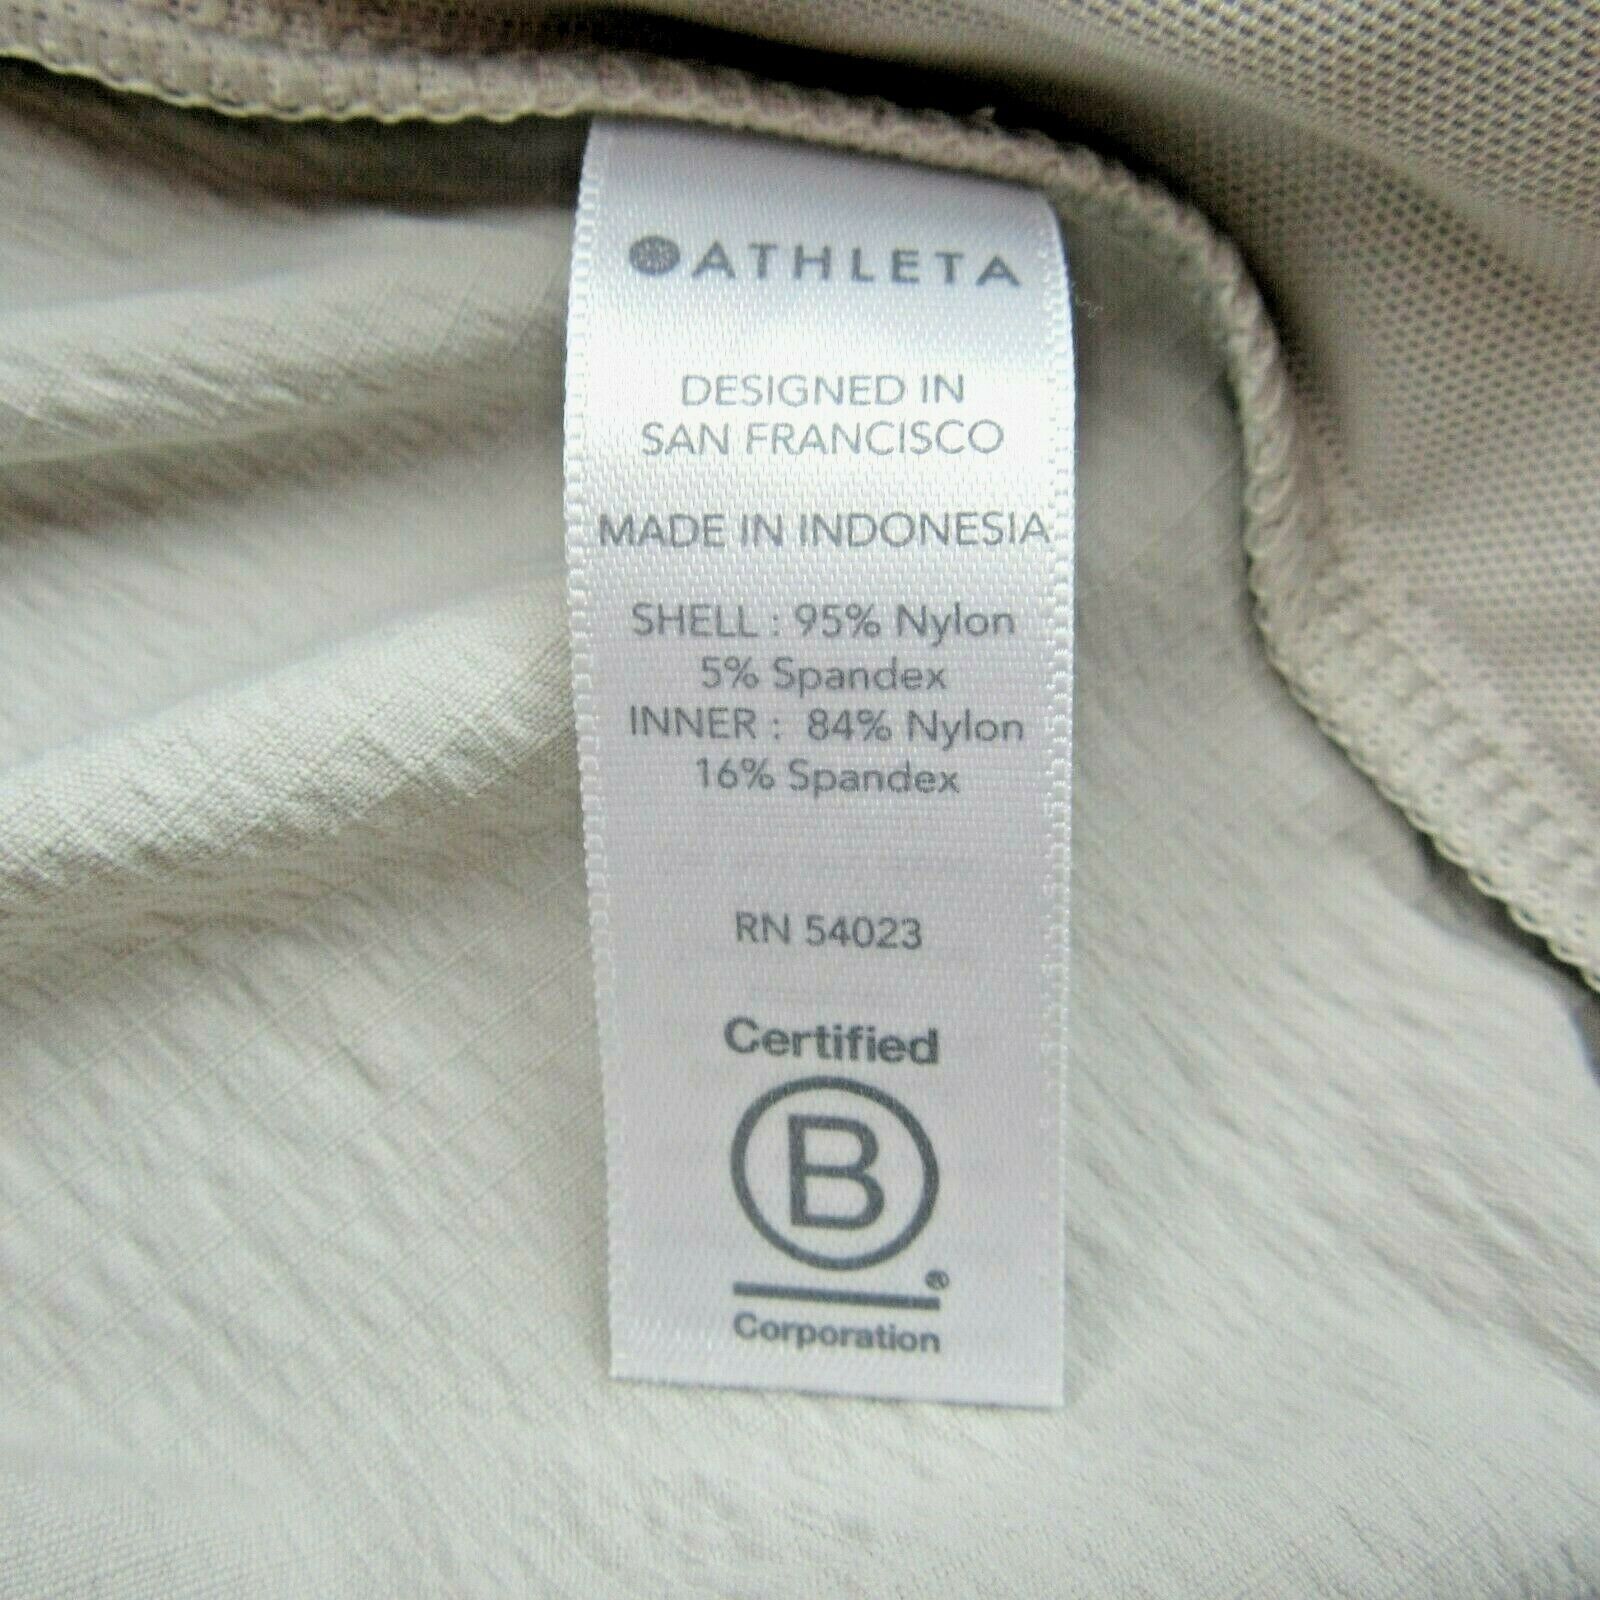 ATHLETA
DESIGNED IN
SAN FRANCISCO
MADE IN INDONESIA
SHELL : 95% Nylon
5% Spandex
INNER : 84% Nylon
16% Spandex
RN 54023
Certified
B
®
Corporation